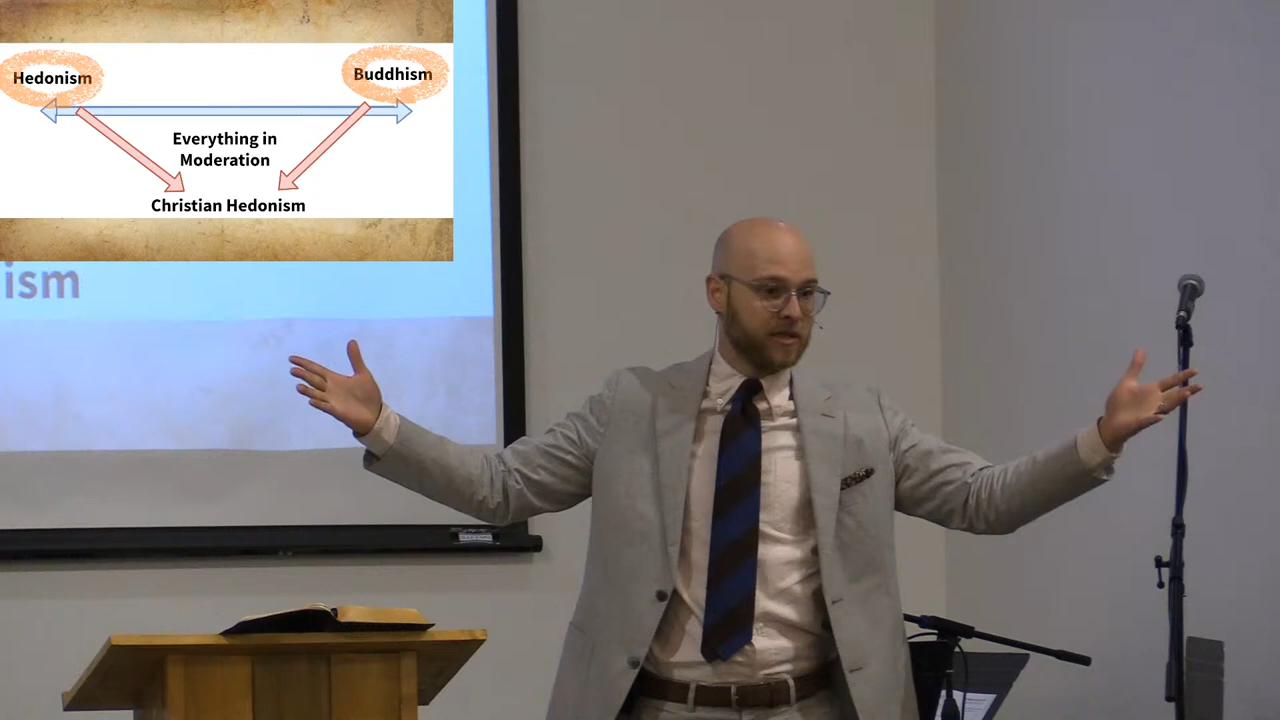 Hedonism
Buddhism
Everything in
Moderation
Christian Hedonism
ism